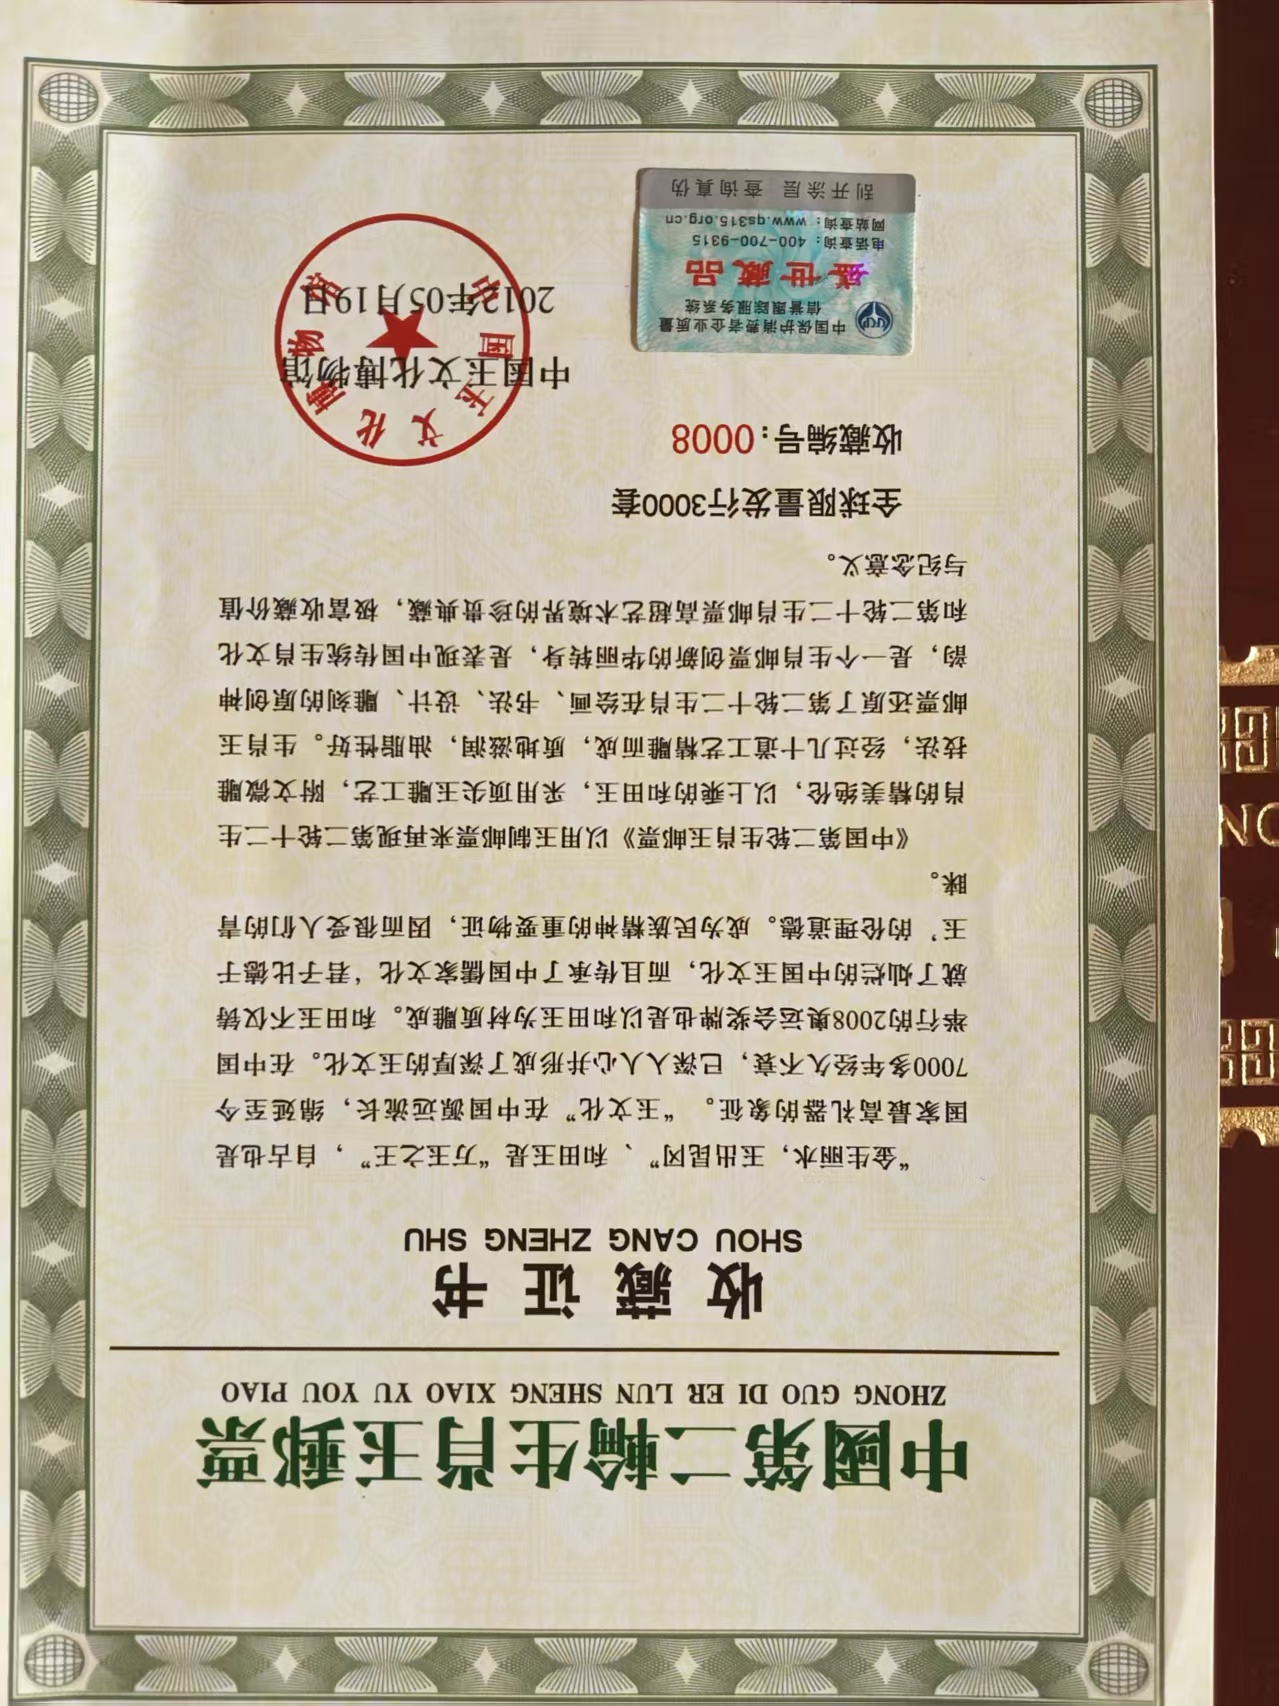 中國第二輪生肖玉郵票
ZHONG GUO DI ER LUN SHENG XIAO YU YOU PIAO
收藏证书
SHOU CANG ZHENG SHU
“金生丽水，玉出昆冈”、和田玉是“万玉之王”，自古也是
国家最高礼器的象征。“玉文化”在中国源远流长，绵延至今
7000多年经久不衰，已深入人心并形成了深厚的玉文化。在中国
举行的2008奥运会奖牌也是以和田玉为材质雕成。和田玉不仅铸
就了灿烂的中国玉文化，而且传承了中国儒家文化‘君子比德于
玉’的伦理道德。成为民族精神的重要物证，因而很受人们的青
睐。
《中国第二轮生肖玉邮票》以用玉制邮票来再现第二轮十二生
肖的精美绝伦，以上乘的和田玉，采用顶尖玉雕工艺，附文微雕
技法，经过几十道工艺精雕而成，质地滋润，油脂性好。生肖玉
邮票还原了第二轮十二生肖在绘画、书法、设计、雕刻的原创神
韵，是一个生肖邮票创新的华丽转身，是表现中国传统生肖文化
和第二轮十二生肖邮票高超艺术境界的珍贵典藏，极富收藏价值
与纪念意义。
全球限量发行3000套
收藏编号：0008
中国保护消费者企业质量
信誉跟踪服务系统
盛世藏品
电话查询：400-700-9315
网站查询：www.qs315.org.cn
刮开涂层 查询真伪
中国玉文化博物馆
2012年05月19日
中国玉文化博物馆
NG